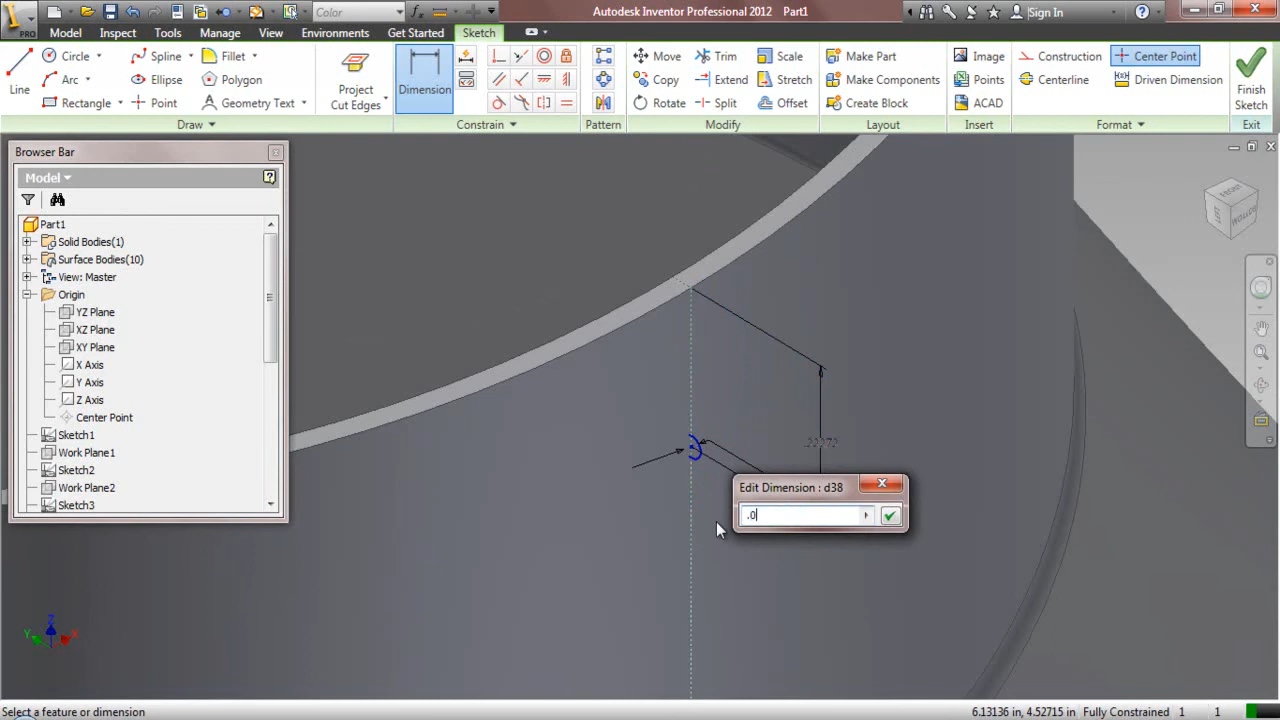 Color
Autodesk Inventor Professional 2012 Part1
Sign In
PRO
Model Inspect Tools Manage View Environments Get Started Sketch
Line
Circle
Arc
Rectangle
Spline
Ellipse
Point
Fillet
Polygon
Geometry Text
Draw
Project
Cut Edges
Dimension
Constrain
Pattern
Move
Copy
Rotate
Trim
Extend
Split
Scale
Stretch
Offset
Modify
Make Part
Make Components
Create Block
Layout
Image
Points
ACAD
Insert
Construction
Centerline
Center Point
Driven Dimension
Format
Finish
Sketch
Exit
Browser Bar
Model
Part1
Solid Bodies(1)
Surface Bodies(10)
View: Master
Origin
YZ Plane
XZ Plane
XY Plane
X Axis
Y Axis
Z Axis
Center Point
Sketch1
Work Plane1
Sketch2
Work Plane2
Sketch3
FRONT
BOTTOM
Edit Dimension : d38
.0
Z
Y
X
Select a feature or dimension
6.13136 in, 4.52715 in Fully Constrained 1 1